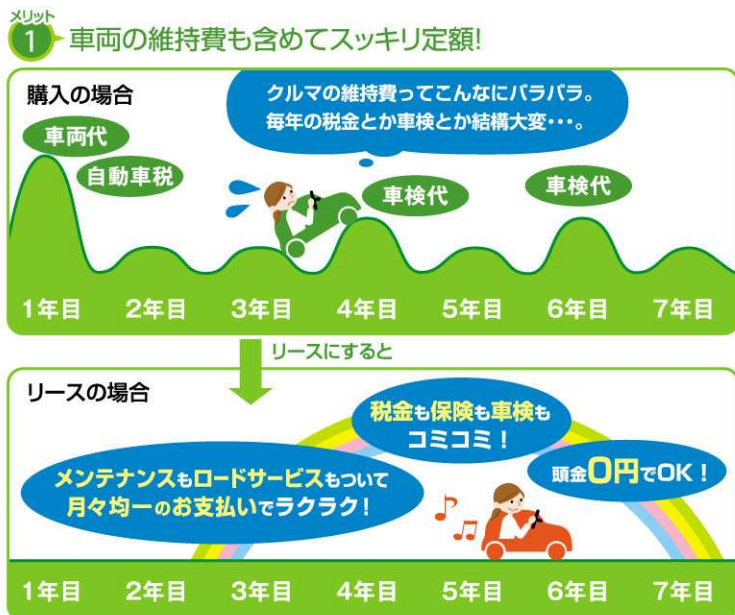 メリット
1
車両の維持費も含めてスッキリ定額!
購入の場合
クルマの維持費ってこんなにバラバラ。
毎年の税金とか車検とか結構大変・・・。
車両代
自動車税
車検代
車検代
1年目 2年目 3年目 4年目 5年目 6年目 7年目
リースにすると
リースの場合
税金も保険も車検も
コミコミ!
メンテナンスもロードサービスもついて
月々均一のお支払いでラクラク!
頭金0円でOK!
1年目 2年目 3年目 4年目 5年目 6年目 7年目